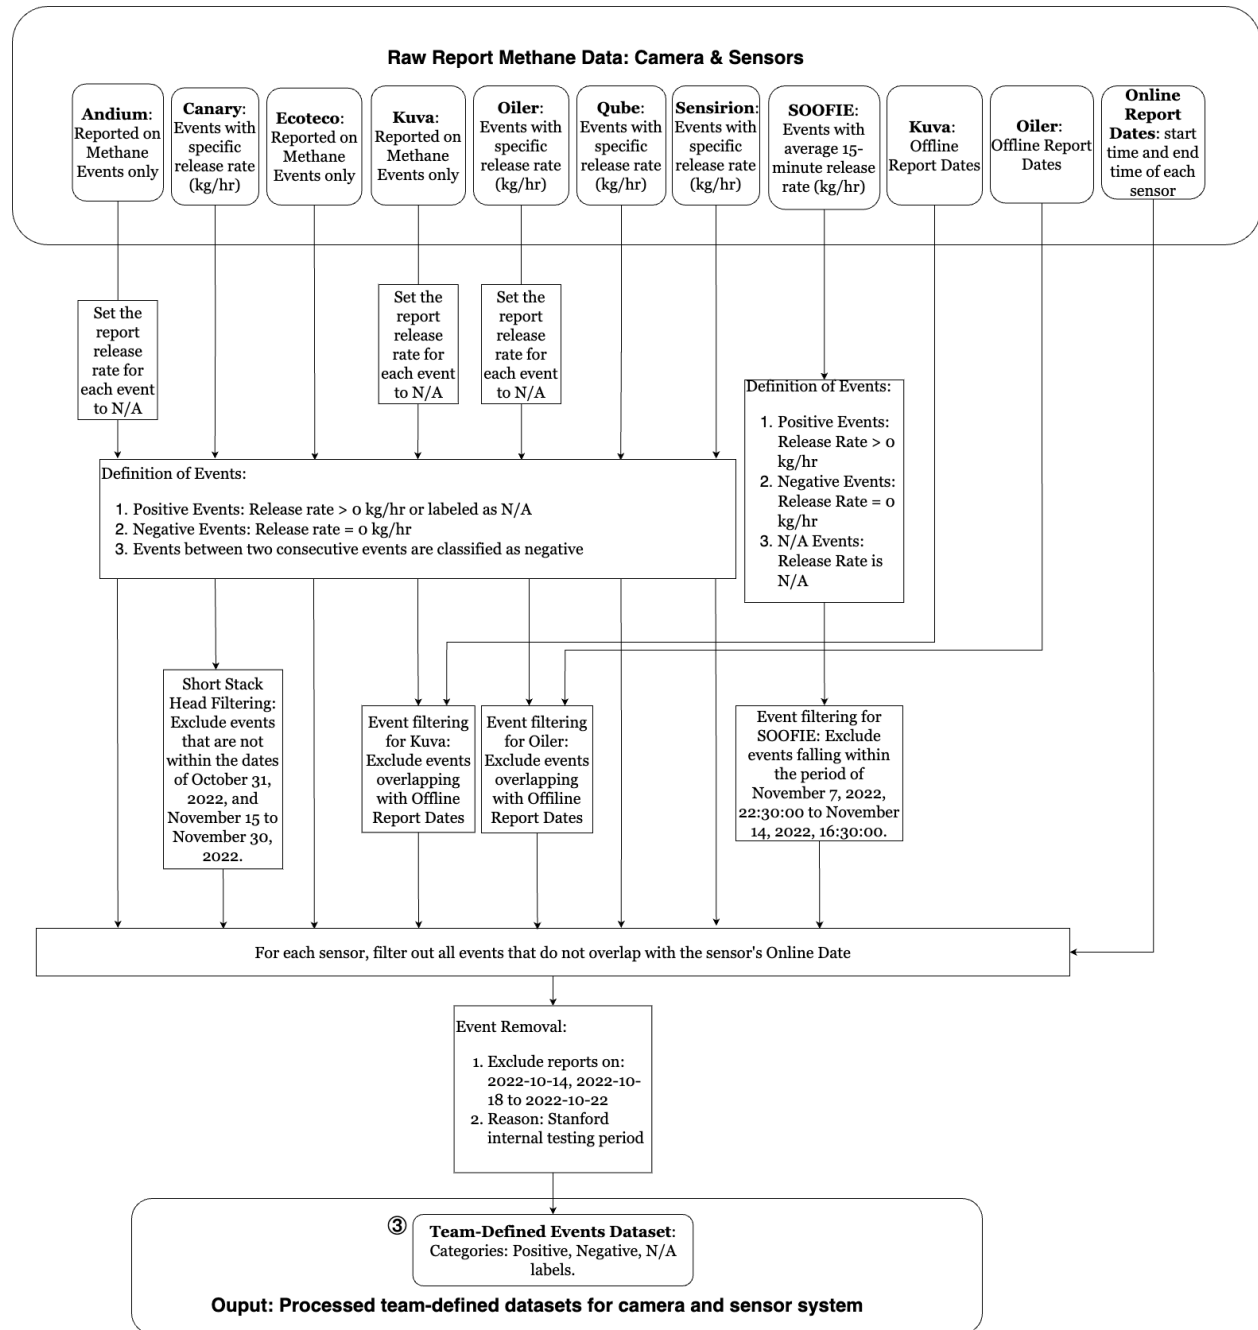 Raw Report Methane Data: Camera & Sensors
Andium:
Reported on
Methane
Events only
Canary:
Events with
specific
release rate
(kg/hr)
Ecoteco:
Reported on
Methane
Events only
Kuva:
Reported on
Methane
Events only
Oiler:
Events with
specific
release rate
(kg/hr)
Qube:
Events with
specific
release rate
(kg/hr)
Sensirion:
Events with
specific
release rate
(kg/hr)
SOOFIE:
Events with
average 15-
minute release
rate (kg/hr)
Kuva:
Offline
Report Dates
Oiler:
Offline Report
Dates
Online
Report
Dates: start
time and end
time of each
sensor
Set the
report
release
rate for
each event
to N/A
Set the
report
release
rate for
each event
to N/A
Set the
report
release
rate for
each event
to N/A
Definition of Events:
1. Positive Events:
Release Rate > 0
kg/hr
2. Negative Events:
Release Rate = 0
kg/hr
3. N/A Events:
Release Rate is
N/A
Definition of Events:
1. Positive Events: Release rate > 0 kg/hr or labeled as N/A
2. Negative Events: Release rate = 0 kg/hr
3. Events between two consecutive events are classified as negative
Short Stack
Head Filtering:
Exclude events
that are not
within the dates
of October 31,
2022, and
November 15 to
November 30,
2022.
Event filtering
for Kuva:
Exclude events
overlapping
with Offline
Report Dates
Event filtering
for Oiler:
Exclude events
overlapping
with Offiline
Report Dates
Event filtering for
SOOFIE: Exclude
events falling within
the period of
November 7, 2022,
22:30:00 to November
14, 2022, 16:30:00.
For each sensor, filter out all events that do not overlap with the sensor's Online Date
Event Removal:
1. Exclude reports on:
2022-10-14, 2022-10-
18 to 2022-10-22
2. Reason: Stanford
internal testing period
③
Team-Defined Events Dataset:
Categories: Positive, Negative, N/A
labels.
Ouput: Processed team-defined datasets for camera and sensor system